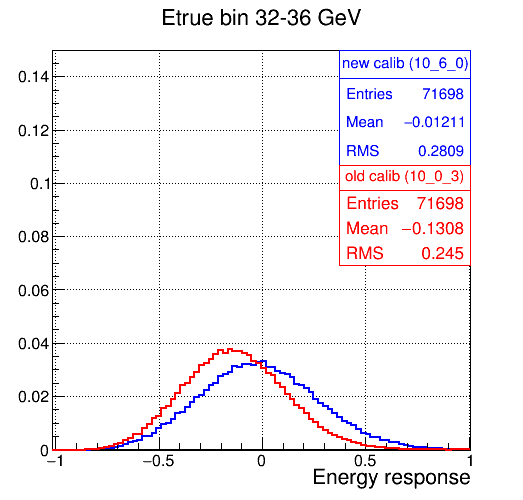 Etrue bin 32-36 GeV
new calib (10_6_0)
Entries 71698
Mean −0.01211
RMS 0.2809
old calib (10_0_3)
Entries 71698
Mean −0.1308
RMS 0.245
0.14
0.12
0.1
0.08
0.06
0.04
0.02
0
−1 −0.5 0 0.5 1
Energy response